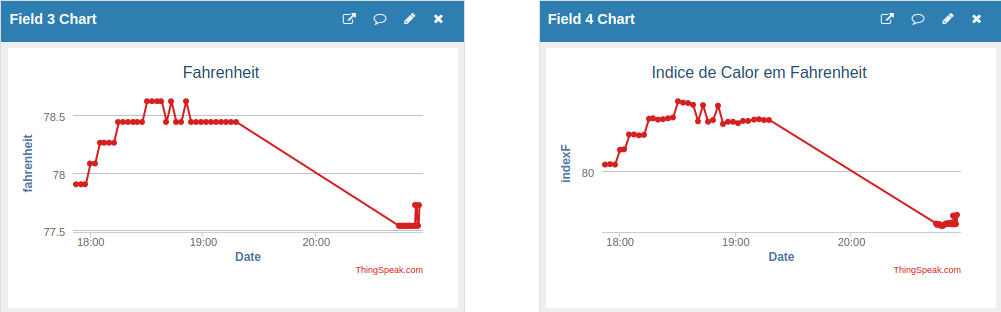 Field 3 Chart
Fahrenheit
fahrenheit
78.5
78
77.5
18:00 19:00 20:00
Date
ThingSpeak.com
Field 4 Chart
Indice de Calor em Fahrenheit
indexF
80
18:00 19:00 20:00
Date
ThingSpeak.com